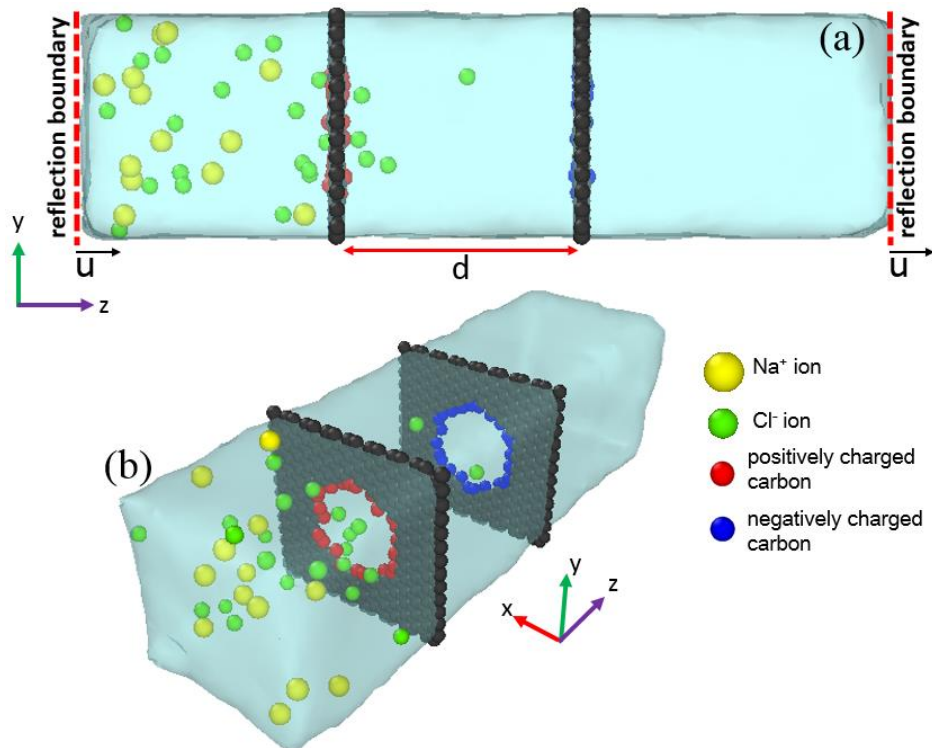 (a)
reflection boundary
reflection boundary
y
z
u
d
u
(b)
x
y
z
Na⁺ ion
Cl⁻ ion
positively charged
carbon
negatively charged
carbon